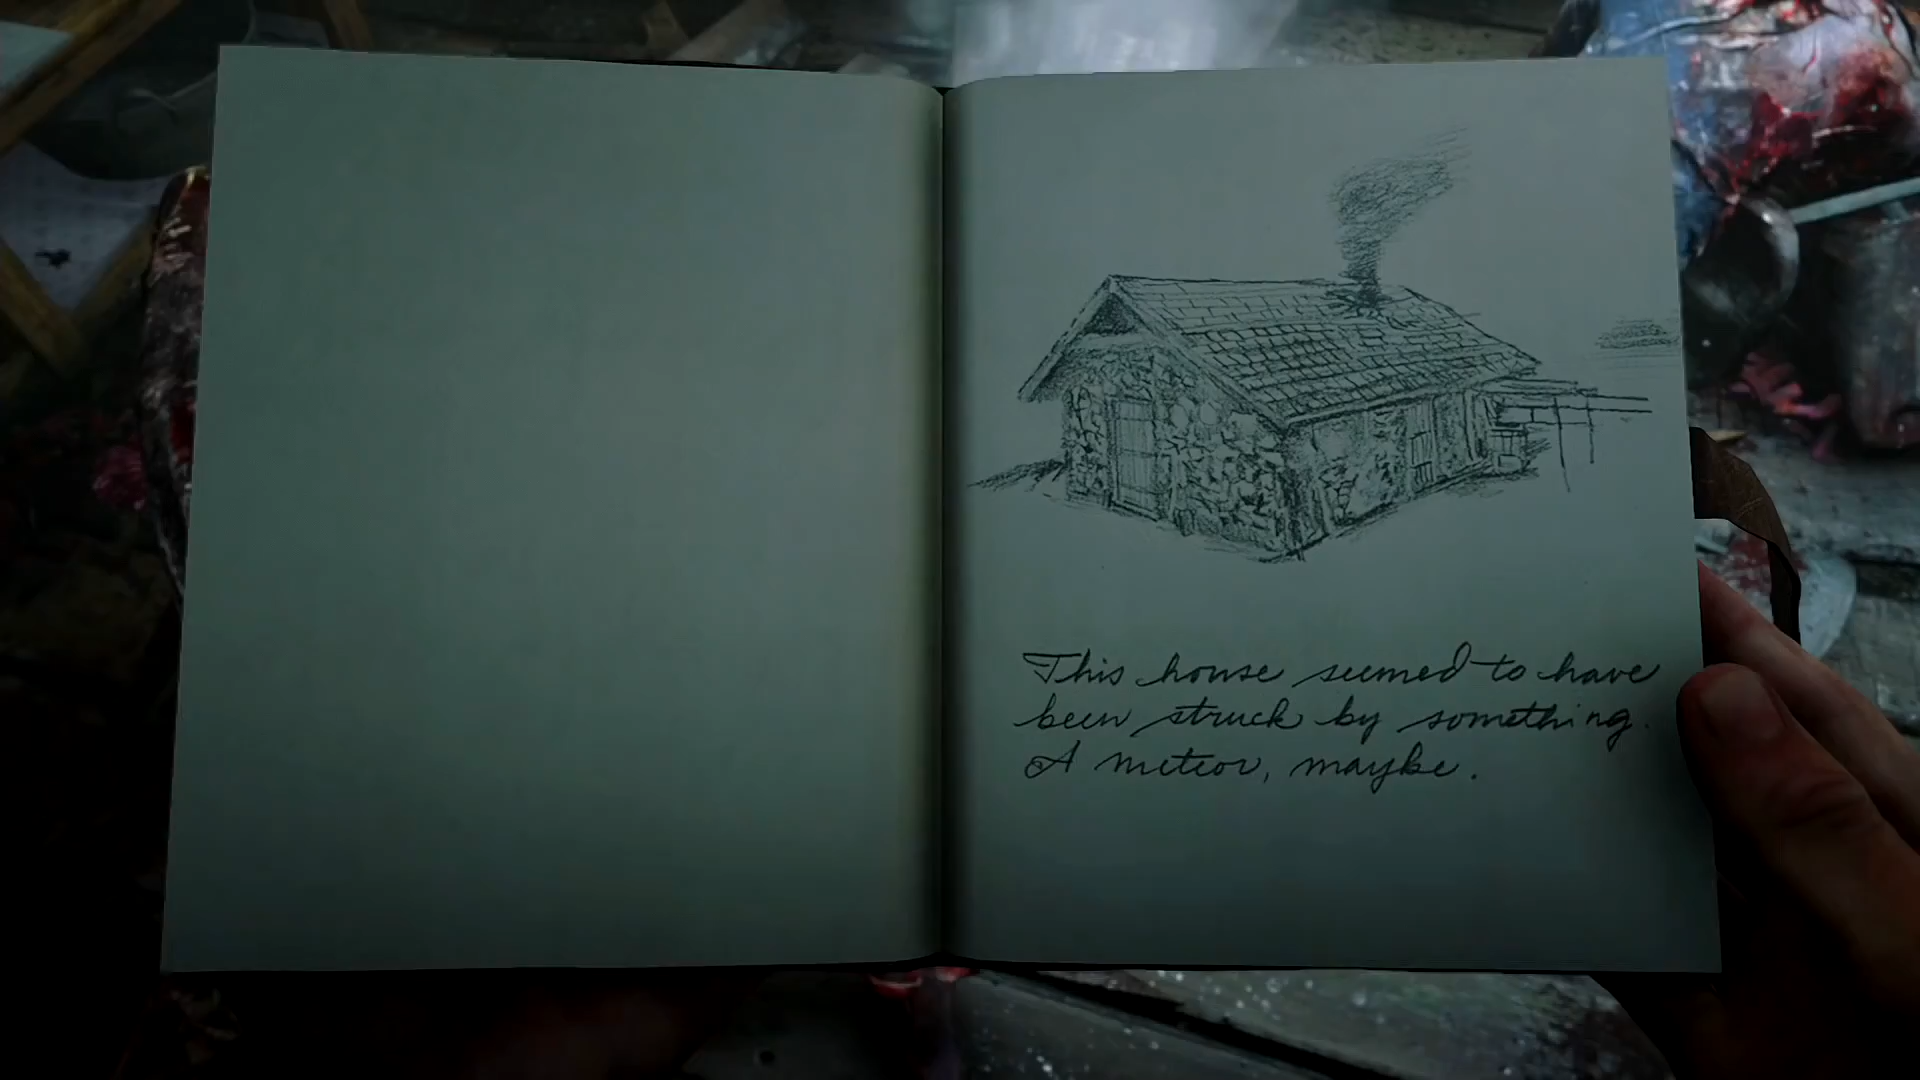 This house seemed to have
been struck by something.
A meteor, maybe.